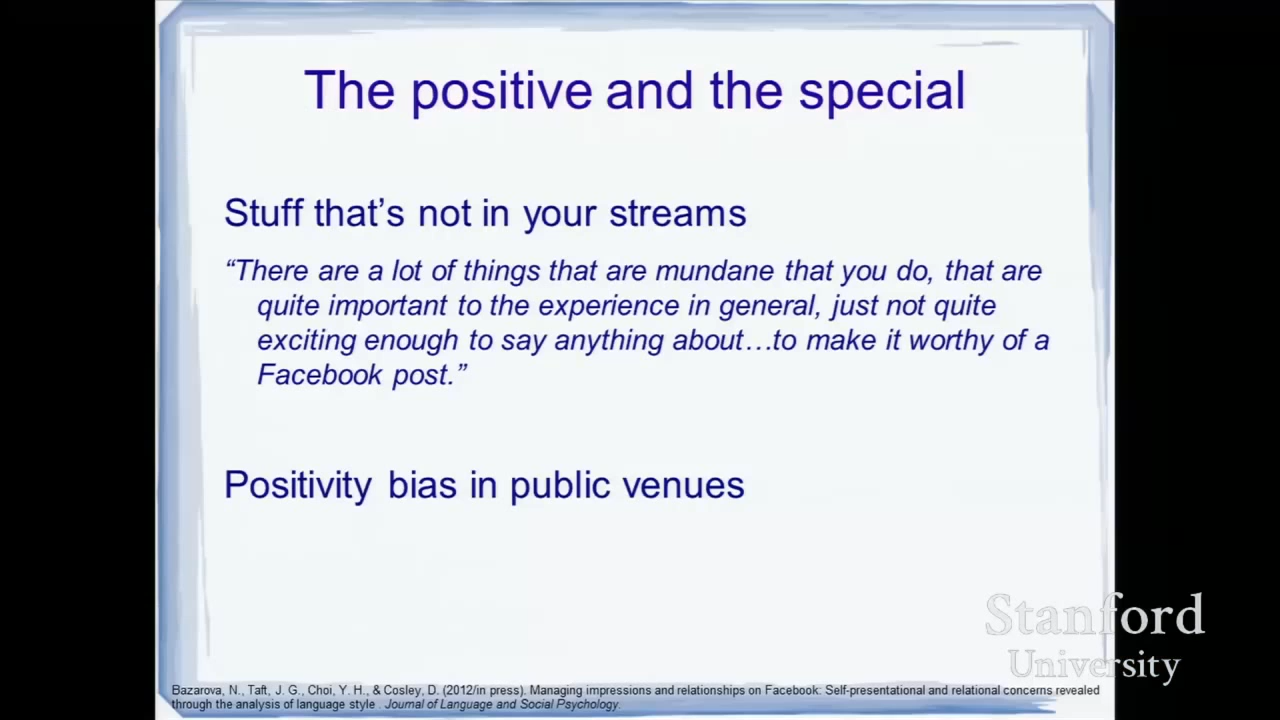 The positive and the special
Stuff that’s not in your streams
“There are a lot of things that are mundane that you do, that are
quite important to the experience in general, just not quite
exciting enough to say anything about…to make it worthy of a
Facebook post.”
Positivity bias in public venues
Stanford
University
Bazarova, N., Taft, J. G., Choi, Y. H., & Cosley, D. (2012/in press). Managing impressions and relationships on Facebook: Self-presentational and relational concerns revealed
through the analysis of language style . Journal of Language and Social Psychology.